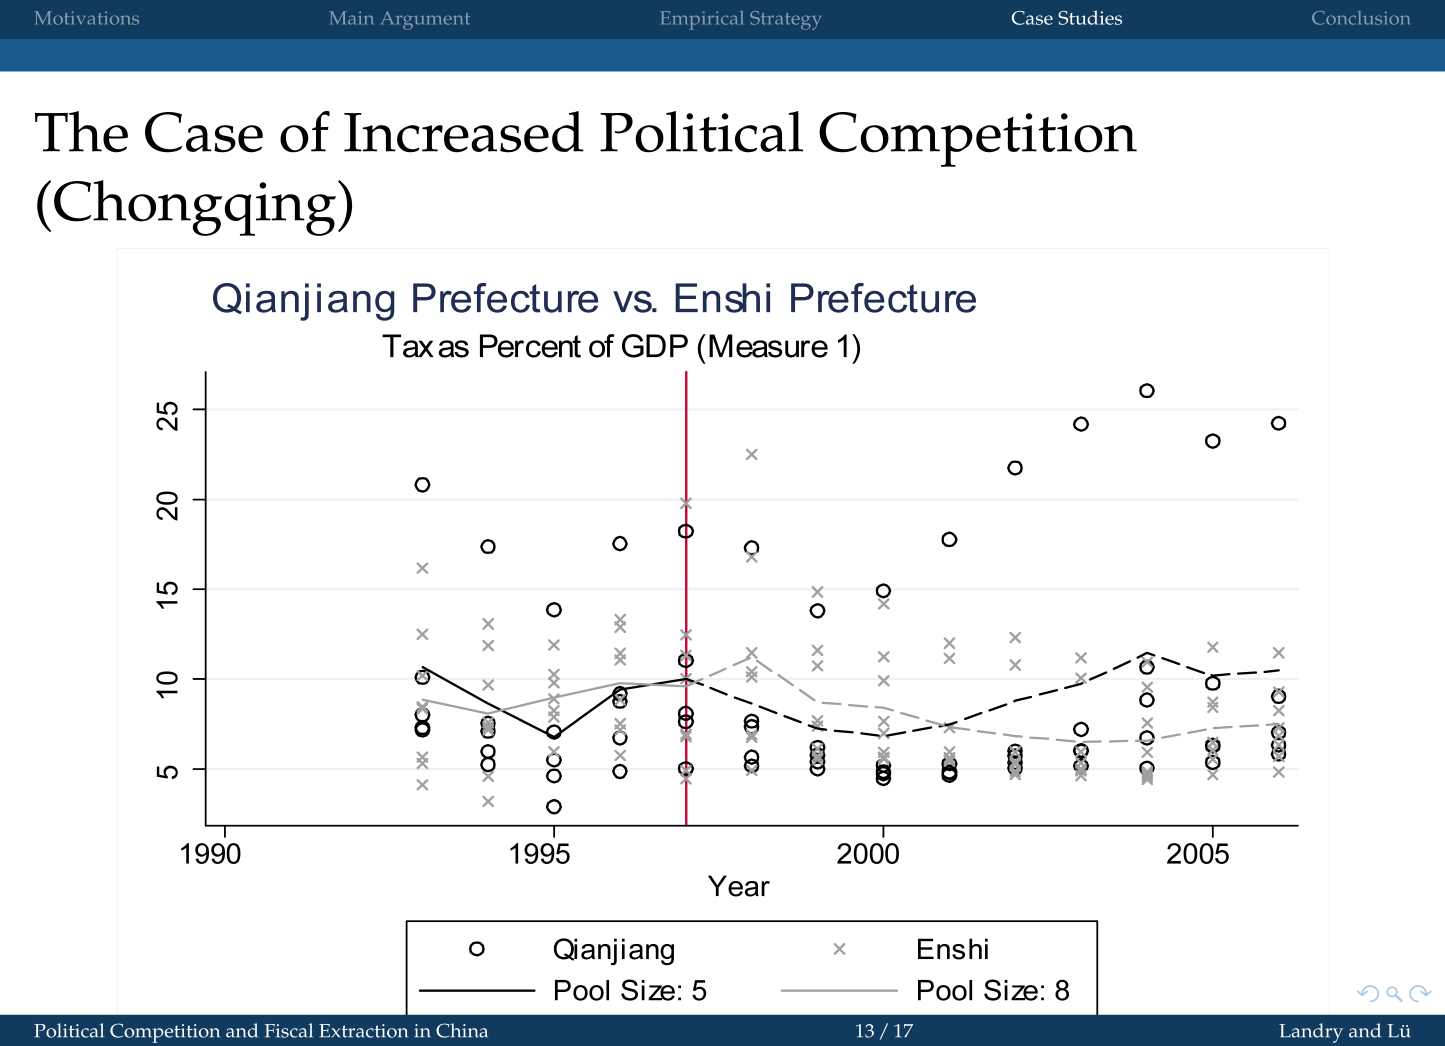 Motivations Main Argument Empirical Strategy Case Studies Conclusion
The Case of Increased Political Competition
(Chongqing)
Qianjiang Prefecture vs. Enshi Prefecture
Tax as Percent of GDP (Measure 1)
25
20
15
10
5
1990 1995 2000 2005
Year
Qianjiang Enshi
Pool Size: 5 Pool Size: 8
Political Competition and Fiscal Extraction in China 13 / 17 Landry and Lü